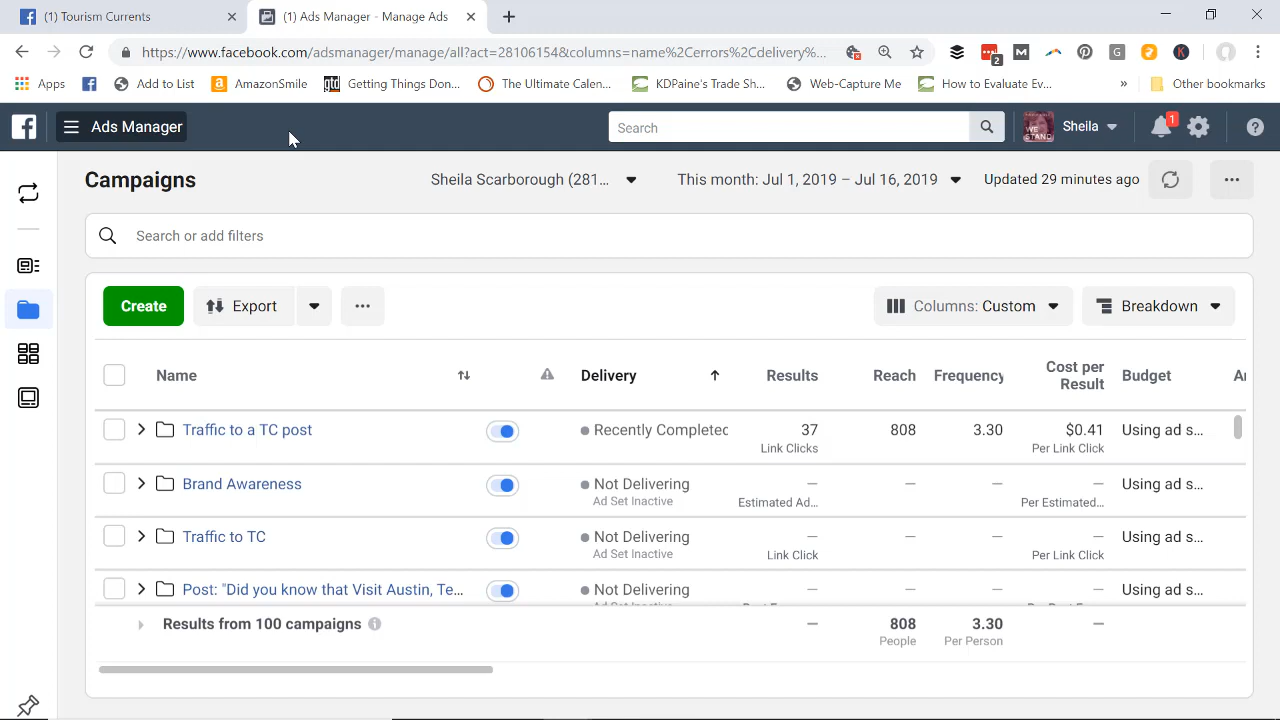 (1) Tourism Currents
(1) Ads Manager - Manage Ads
https://www.facebook.com/adsmanager/manage/all?act=28106154&columns=name%2Cerrors%2Cdelivery%...
2
M
G
K
Apps
Add to List
AmazonSmile
gtd
Getting Things Don...
The Ultimate Calen...
KDPaine's Trade Sh...
Web-Capture Me
How to Evaluate Ev...
»
Other bookmarks
Ads Manager
Search
WE STAND
Sheila
1
Campaigns
Sheila Scarborough (281...
This month: Jul 1, 2019 – Jul 16, 2019
Updated 29 minutes ago
Search or add filters
Create
Export
Columns: Custom
Breakdown
Name
Delivery
Results
Reach
Frequency
Cost per Result
Budget
Traffic to a TC post
Recently Completed
37
Link Clicks
808
3.30
$0.41
Per Link Click
Using ad s...
Brand Awareness
Not Delivering
Ad Set Inactive
—
Estimated Ad...
—
—
—
Per Estimated...
Using ad s...
Traffic to TC
Not Delivering
Ad Set Inactive
—
Link Click
—
—
—
Per Link Click
Using ad s...
Post: "Did you know that Visit Austin, Te...
Not Delivering
—
—
—
—
Using ad s...
Results from 100 campaigns
—
808
People
3.30
Per Person
—